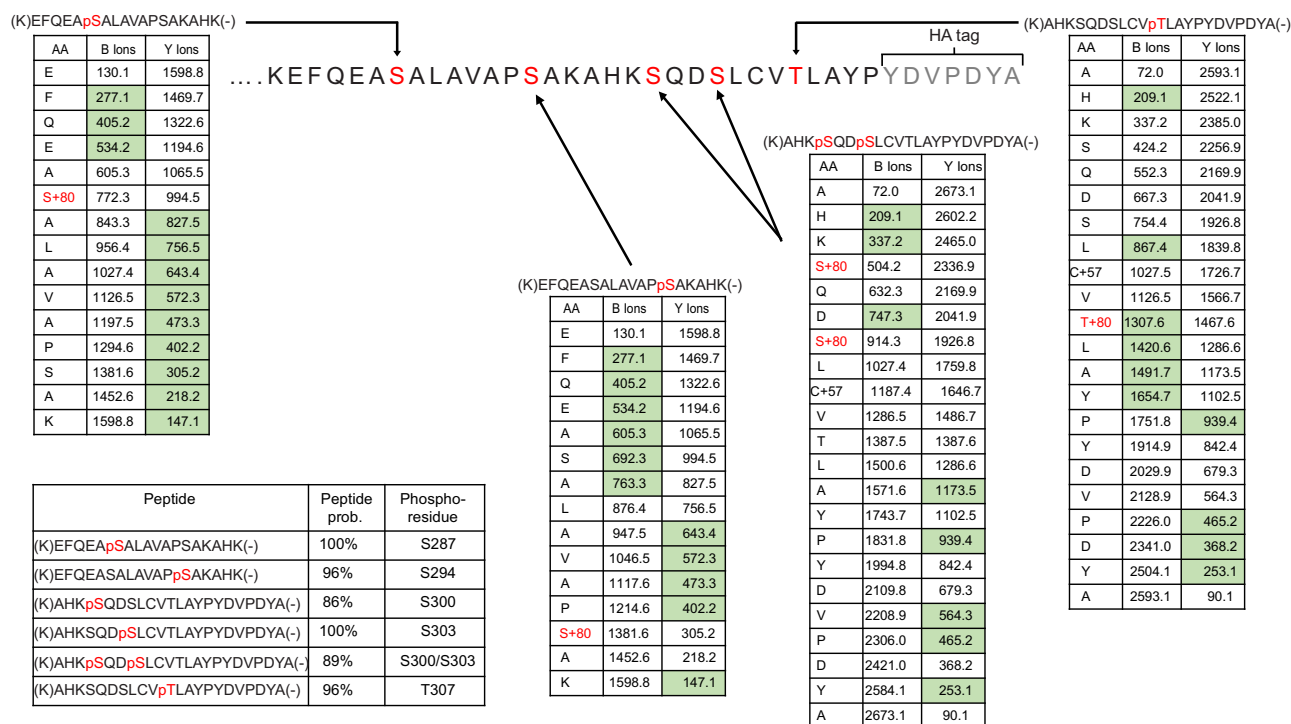 (K)EFQEApSALAVAPSAKAHK(-)
AA B Ions Y Ions
E 130.1 1598.8
F 277.1 1469.7
Q 405.2 1322.6
E 534.2 1194.6
A 605.3 1065.5
S+80 772.3 994.5
A 843.3 827.5
L 956.4 756.5
A 1027.4 643.4
V 1126.5 572.3
A 1197.5 473.3
P 1294.6 402.2
S 1381.6 305.2
A 1452.6 218.2
K 1598.8 147.1
HA tag
....KEFQEASALAVAPSAKAHKSQDSLCVTLAYPYDVPDYA
(K)AHKSQDSLCVpTLAYPYDVPDYA(-)
AA B Ions Y Ions
A 72.0 2593.1
H 209.1 2522.1
K 337.2 2385.0
S 424.2 2256.9
Q 552.3 2169.9
D 667.3 2041.9
S 754.4 1926.8
L 867.4 1839.8
C+57 1027.5 1726.7
V 1126.5 1566.7
T+80 1307.6 1467.6
L 1420.6 1286.6
A 1491.7 1173.5
Y 1654.7 1102.5
P 1751.8 939.4
Y 1914.9 842.4
D 2029.9 679.3
V 2128.9 564.3
P 2226.0 465.2
D 2341.0 368.2
Y 2504.1 253.1
A 2593.1 90.1
(K)AHKpSQDpSLCVTLAYPYDVPDYA(-)
AA B Ions Y Ions
A 72.0 2673.1
H 209.1 2602.2
K 337.2 2465.0
S+80 504.2 2336.9
Q 632.3 2169.9
D 747.3 2041.9
S+80 914.3 1926.8
L 1027.4 1759.8
C+57 1187.4 1646.7
V 1286.5 1486.7
T 1387.5 1387.6
L 1500.6 1286.6
A 1571.6 1173.5
Y 1743.7 1102.5
P 1831.8 939.4
Y 1994.8 842.4
D 2109.8 679.3
V 2208.9 564.3
P 2306.0 465.2
D 2421.0 368.2
Y 2584.1 253.1
A 2673.1 90.1
(K)EFQEASALAVAPpSAKAHK(-)
AA B Ions Y Ions
E 130.1 1598.8
F 277.1 1469.7
Q 405.2 1322.6
E 534.2 1194.6
A 605.3 1065.5
S 692.3 994.5
A 763.3 827.5
L 876.4 756.5
A 947.5 643.4
V 1046.5 572.3
A 1117.6 473.3
P 1214.6 402.2
S+80 1381.6 305.2
A 1452.6 218.2
K 1598.8 147.1
Peptide Peptide prob. Phospho-residue
(K)EFQEApSALAVAPSAKAHK(-) 100% S287
(K)EFQEASALAVAPpSAKAHK(-) 96% S294
(K)AHKpSQDSLCVTLAYPYDVPDYA(-) 86% S300
(K)AHKSQDpSLCVTLAYPYDVPDYA(-) 100% S303
(K)AHKpSQDpSLCVTLAYPYDVPDYA(-) 89% S300/S303
(K)AHKSQDSLCVpTLAYPYDVPDYA(-) 96% T307